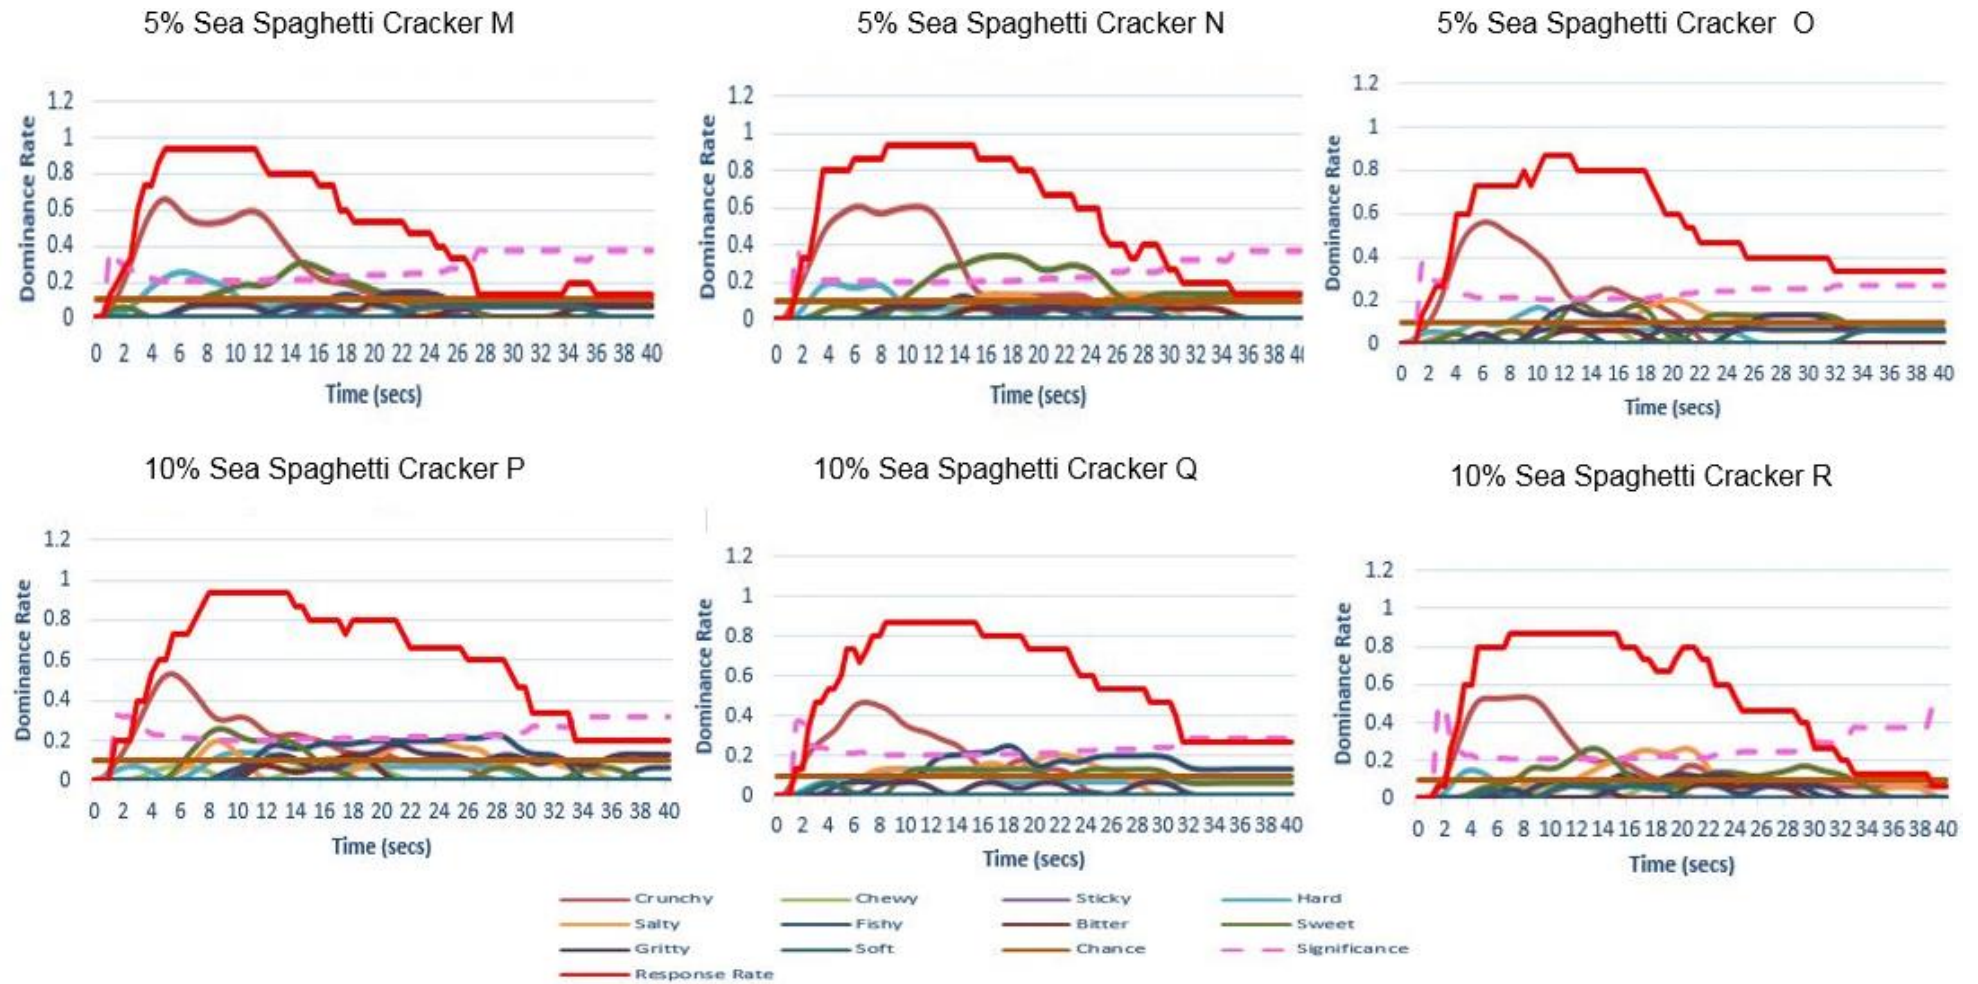 5% Sea Spaghetti Cracker M
5% Sea Spaghetti Cracker N
5% Sea Spaghetti Cracker O
Dominance Rate
1.2
1
0.8
0.6
0.4
0.2
0
0 2 4 6 8 10 12 14 16 18 20 22 24 26 28 30 32 34 36 38 40
Time (secs)
Dominance Rate
1.2
1
0.8
0.6
0.4
0.2
0
0 2 4 6 8 10 12 14 16 18 20 22 24 26 28 30 32 34 36 38 40
Time (secs)
Dominance Rate
1.2
1
0.8
0.6
0.4
0.2
0
0 2 4 6 8 10 12 14 16 18 20 22 24 26 28 30 32 34 36 38 40
Time (secs)
10% Sea Spaghetti Cracker P
10% Sea Spaghetti Cracker Q
10% Sea Spaghetti Cracker R
Dominance Rate
1.2
1
0.8
0.6
0.4
0.2
0
0 2 4 6 8 10 12 14 16 18 20 22 24 26 28 30 32 34 36 38 40
Time (secs)
Dominance Rate
1.2
1
0.8
0.6
0.4
0.2
0
0 2 4 6 8 10 12 14 16 18 20 22 24 26 28 30 32 34 36 38 40
Time (secs)
Dominance Rate
1.2
1
0.8
0.6
0.4
0.2
0
0 2 4 6 8 10 12 14 16 18 20 22 24 26 28 30 32 34 36 38 40
Time (secs)
Crunchy Chewy Sticky Hard
Salty Fishy Bitter Sweet
Gritty Soft Chance Significance
Response Rate